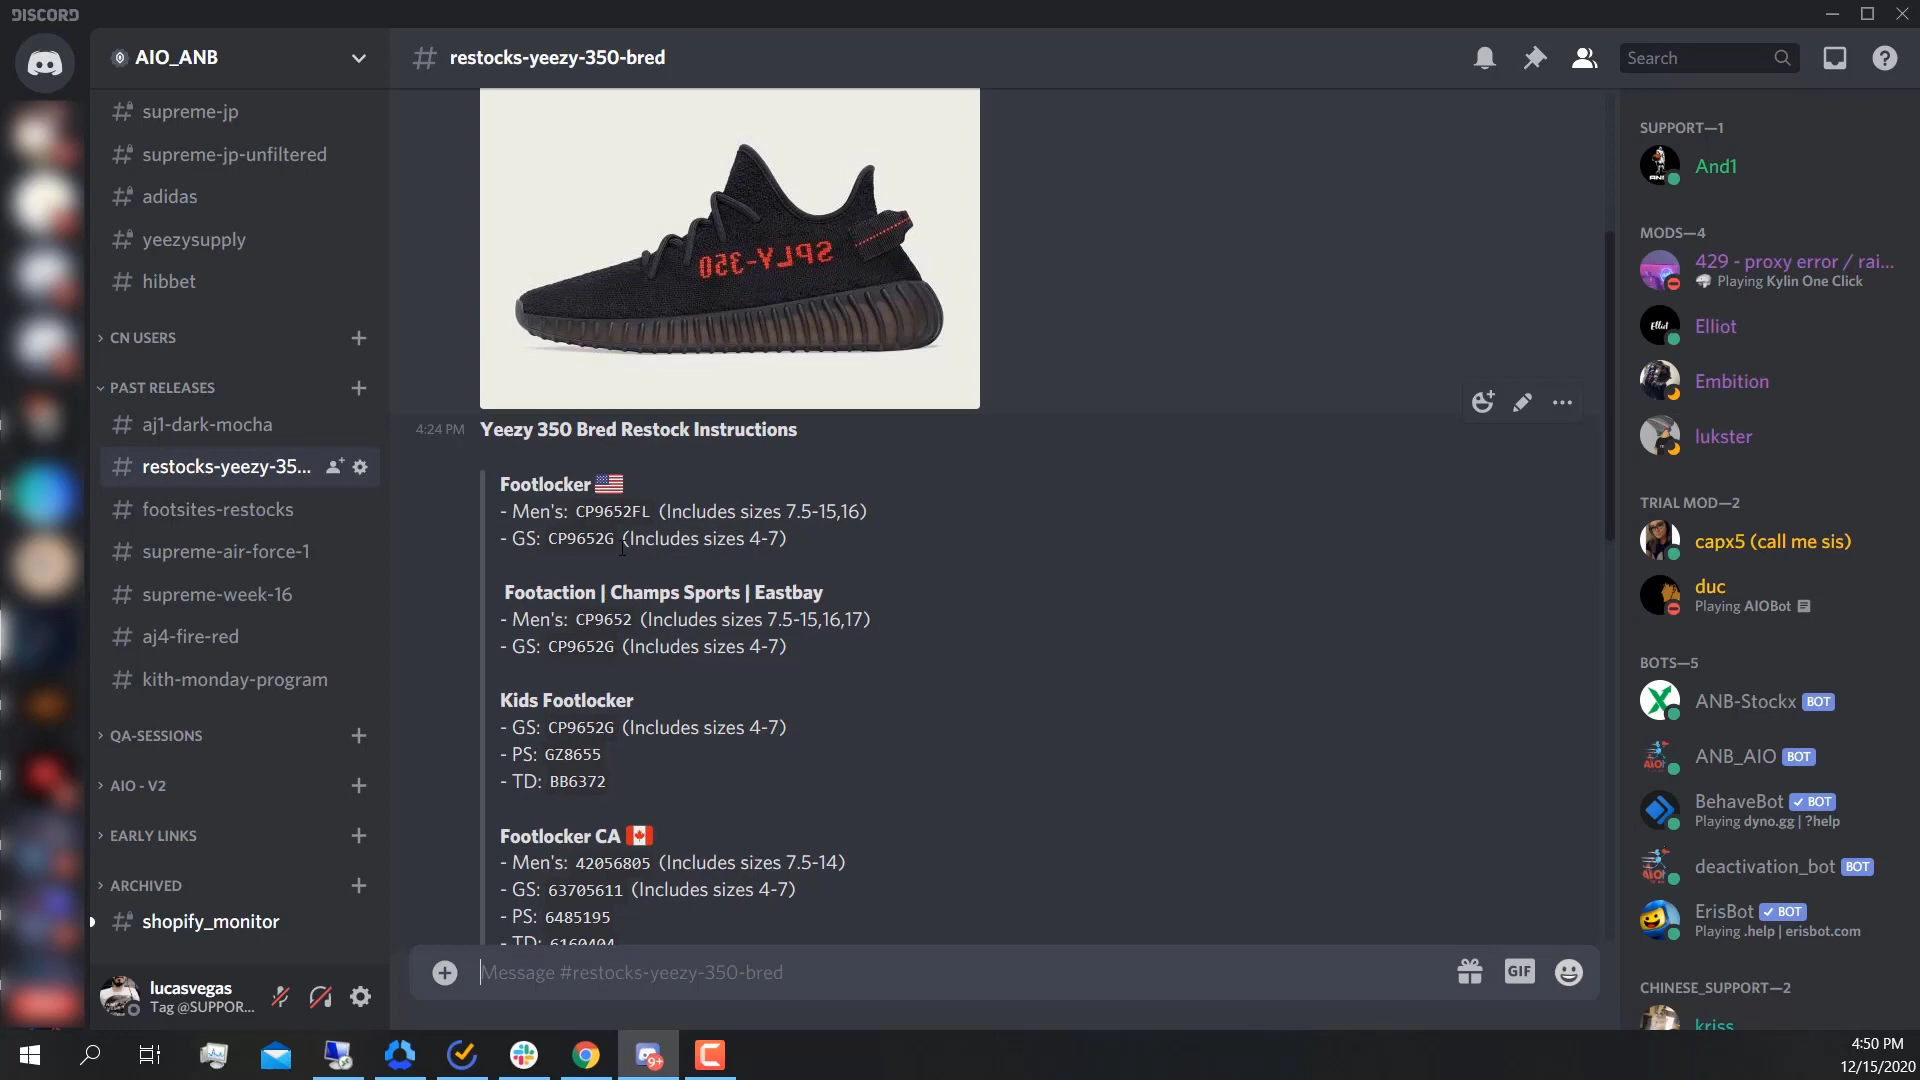 DISCORD
AIO_ANB
supreme-jp
supreme-jp-unfiltered
adidas
yeezysupply
hibbet
CN USERS
PAST RELEASES
aj1-dark-mocha
restocks-yeezy-35...
footsites-restocks
supreme-air-force-1
supreme-week-16
aj4-fire-red
kith-monday-program
QA-SESSIONS
AIO - V2
EARLY LINKS
ARCHIVED
shopify_monitor
lucasvegas
Tag @SUPPOR...
# restocks-yeezy-350-bred
Search
SPLY-350
4:24 PM Yeezy 350 Bred Restock Instructions
Footlocker
- Men's: CP9652FL (Includes sizes 7.5-15,16)
- GS: CP9652G (Includes sizes 4-7)
Footaction | Champs Sports | Eastbay
- Men's: CP9652 (Includes sizes 7.5-15,16,17)
- GS: CP9652G (Includes sizes 4-7)
Kids Footlocker
- GS: CP9652G (Includes sizes 4-7)
- PS: GZ8655
- TD: BB6372
Footlocker CA
- Men's: 42056805 (Includes sizes 7.5-14)
- GS: 63705611 (Includes sizes 4-7)
- PS: 6485195
- TD: 6160404
Message #restocks-yeezy-350-bred
GIF
SUPPORT—1
And1
MODS—4
429 - proxy error / rai...
Playing Kylin One Click
Elliot
Elliot
Embition
lukster
TRIAL MOD—2
capx5 (call me sis)
duc
Playing AIOBot
BOTS—5
ANB-Stockx BOT
ANB_AIO BOT
BehaveBot BOT
Playing dyno.gg | ?help
deactivation_bot BOT
ErisBot BOT
Playing .help | erisbot.com
CHINESE_SUPPORT—2
kriss
9+
4:50 PM
12/15/2020